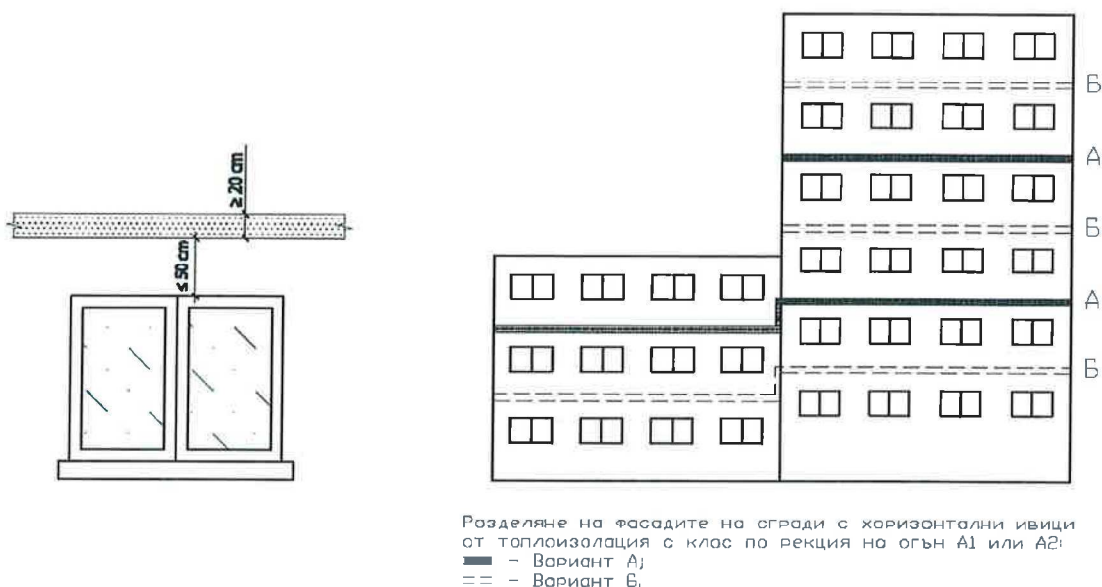 ≥ 20 cm
≤ 50 cm
Б
А
Б
А
Б
Разделяне на фасадите на сгради с хоризонтални ивици
от топлоизолация с клас по рекция на огън А1 или А2:
- Вариант А;
- Вариант Б.